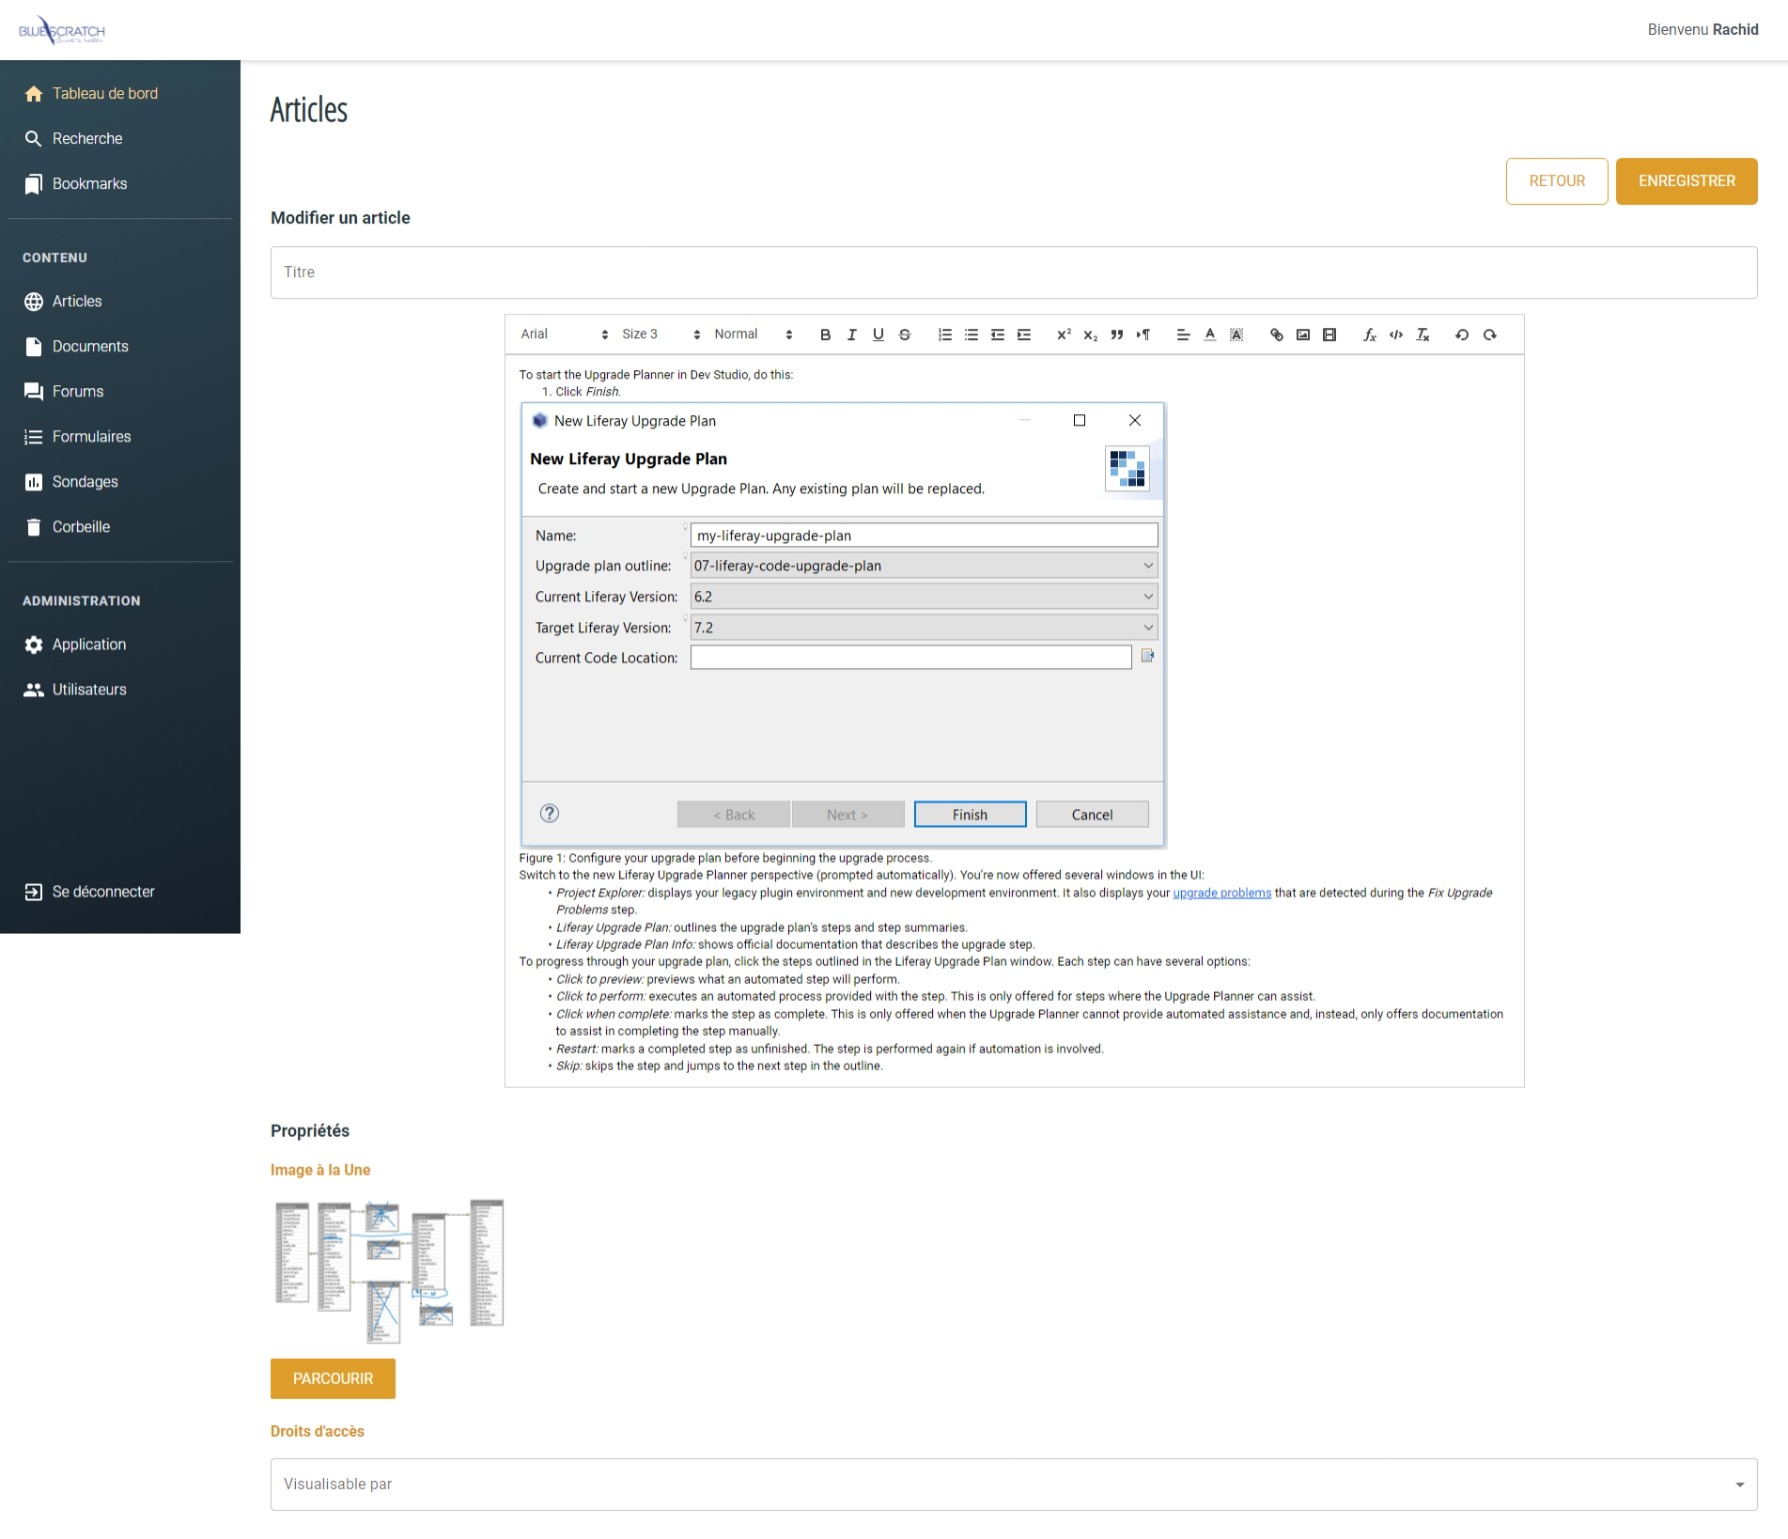 BLUESCRATCH
Bienvenu Rachid
Tableau de bord
Recherche
Bookmarks
CONTENU
Articles
Documents
Forums
Formulaires
Sondages
Corbeille
ADMINISTRATION
Application
Utilisateurs
Se déconnecter
Articles
RETOUR
ENREGISTRER
Modifier un article
Titre
Arial Size 3 Normal
To start the Upgrade Planner in Dev Studio, do this:
1. Click Finish.
New Liferay Upgrade Plan
New Liferay Upgrade Plan
Create and start a new Upgrade Plan. Any existing plan will be replaced.
Name: my-liferay-upgrade-plan
Upgrade plan outline: 07-liferay-code-upgrade-plan
Current Liferay Version: 6.2
Target Liferay Version: 7.2
Current Code Location:
< Back Next > Finish Cancel
Figure 1: Configure your upgrade plan before beginning the upgrade process.
Switch to the new Liferay Upgrade Planner perspective (prompted automatically). You're now offered several windows in the UI:
• Project Explorer: displays your legacy plugin environment and new development environment. It also displays your upgrade problems that are detected during the Fix Upgrade
Problems step.
• Liferay Upgrade Plan: outlines the upgrade plan's steps and step summaries.
• Liferay Upgrade Plan Info: shows official documentation that describes the upgrade step.
To progress through your upgrade plan, click the steps outlined in the Liferay Upgrade Plan window. Each step can have several options:
• Click to preview: previews what an automated step will perform.
• Click to perform: executes an automated process provided with the step. This is only offered for steps where the Upgrade Planner can assist.
• Click when complete: marks the step as complete. This is only offered when the Upgrade Planner cannot provide automated assistance and, instead, only offers documentation
to assist in completing the step manually.
• Restart: marks a completed step as unfinished. The step is performed again if automation is involved.
• Skip: skips the step and jumps to the next step in the outline.
Propriétés
Image à la Une
PARCOURIR
Droits d'accès
Visualisable par